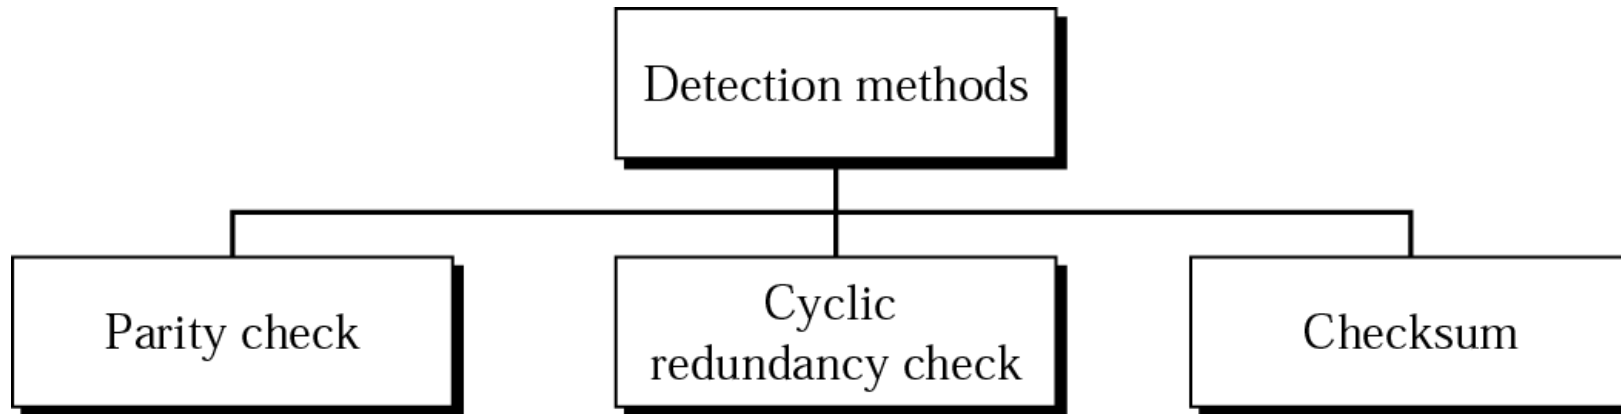 Detection methods
Parity check
Cyclic
redundancy check
Checksum